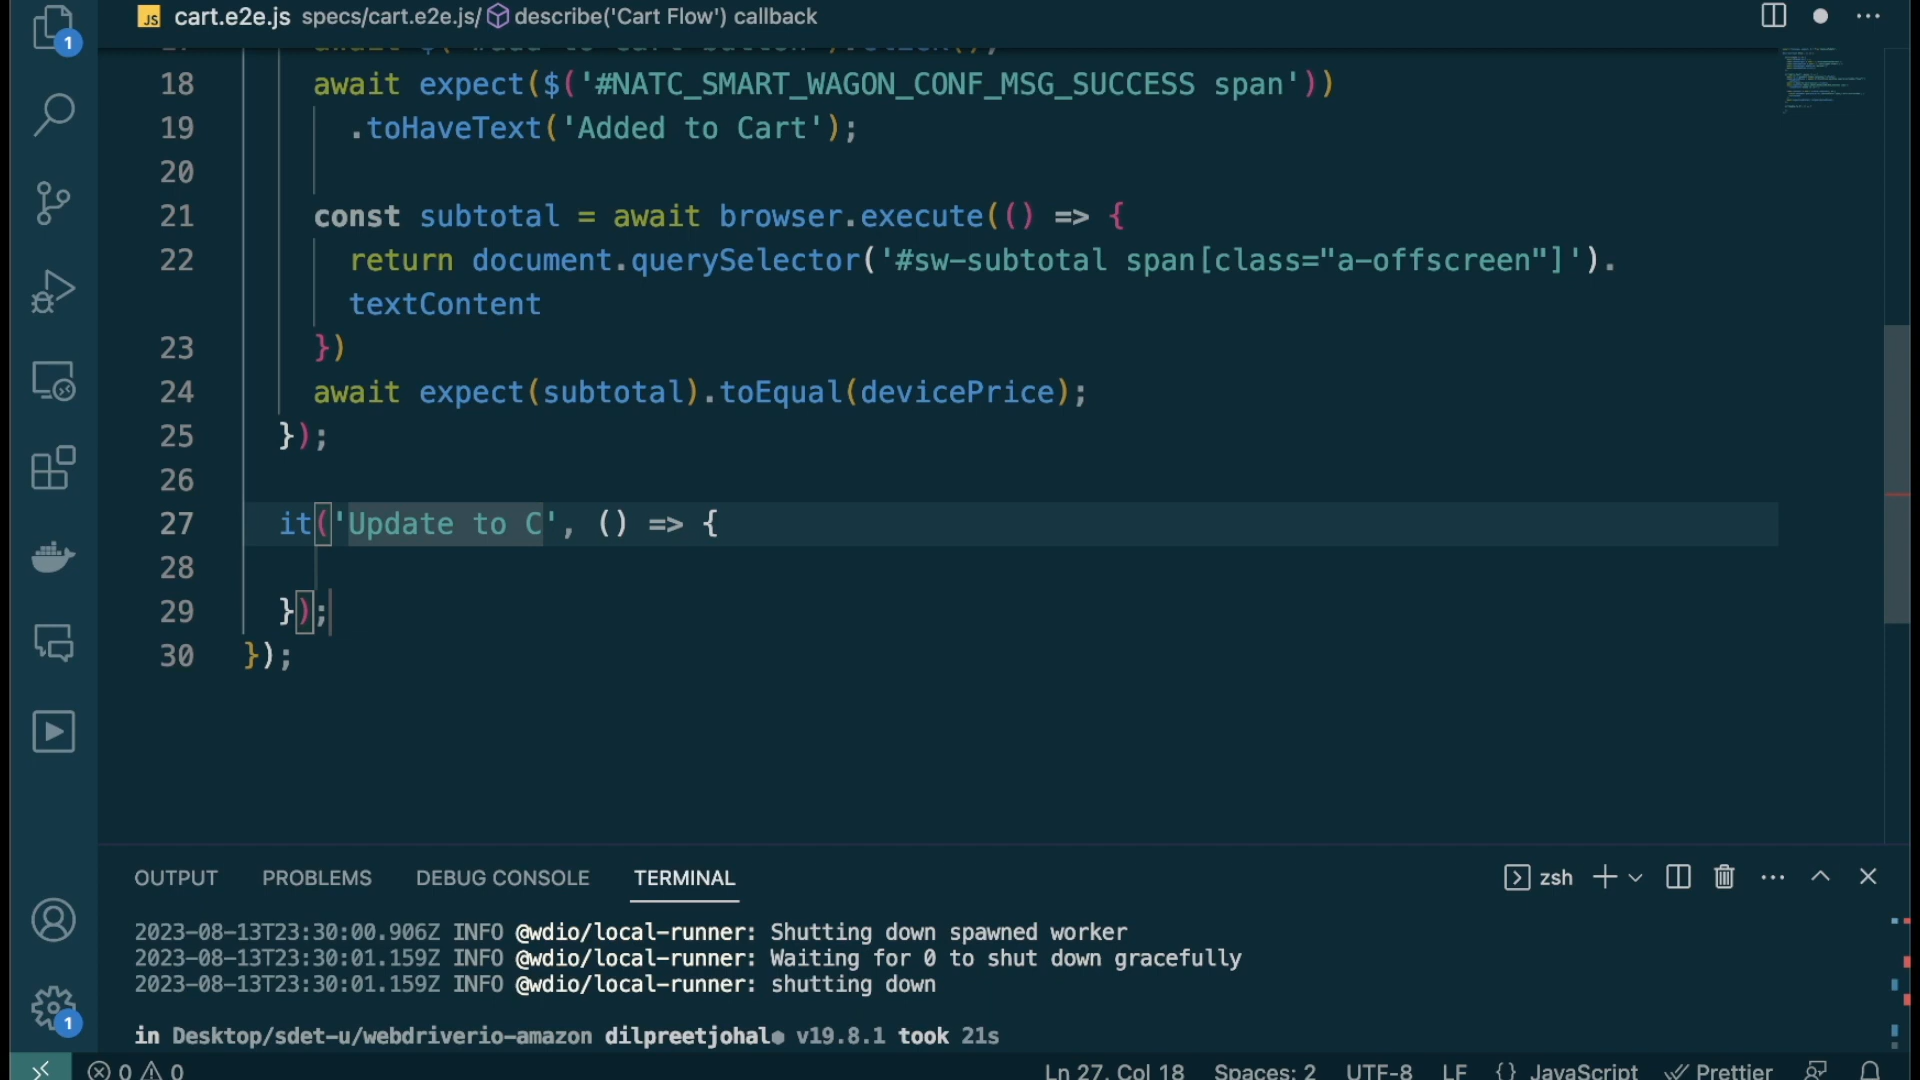 JS cart.e2e.js specs/cart.e2e.js/ describe('Cart Flow') callback
1
18 await expect($('#NATC_SMART_WAGON_CONF_MSG_SUCCESS span'))
19 .toHaveText('Added to Cart');
20
21 const subtotal = await browser.execute(() => {
22 return document.querySelector('#sw-subtotal span[class="a-offscreen"]').
textContent
23 })
24 await expect(subtotal).toEqual(devicePrice);
25 });
26
27 it('Update to C', () => {
28
29 });
30 });
OUTPUT PROBLEMS DEBUG CONSOLE TERMINAL zsh
2023-08-13T23:30:00.906Z INFO @wdio/local-runner: Shutting down spawned worker
2023-08-13T23:30:01.159Z INFO @wdio/local-runner: Waiting for 0 to shut down gracefully
2023-08-13T23:30:01.159Z INFO @wdio/local-runner: shutting down
1
in Desktop/sdet-u/webdriverio-amazon dilpreetjohal● v19.8.1 took 21s
0 0 Ln 27, Col 18 Spaces: 2 UTF-8 LF {} JavaScript Prettier